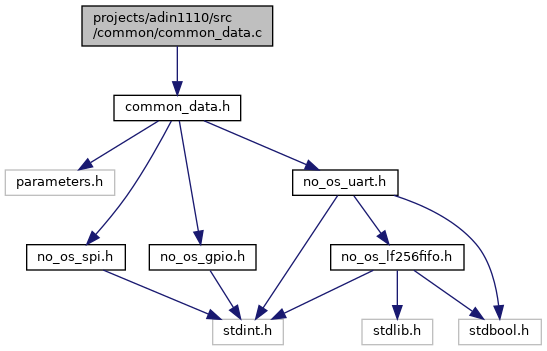 projects/adin1110/src
/common/common_data.c
common_data.h
parameters.h
no_os_uart.h
no_os_spi.h
no_os_gpio.h
no_os_lf256fifo.h
stdint.h
stdlib.h
stdbool.h